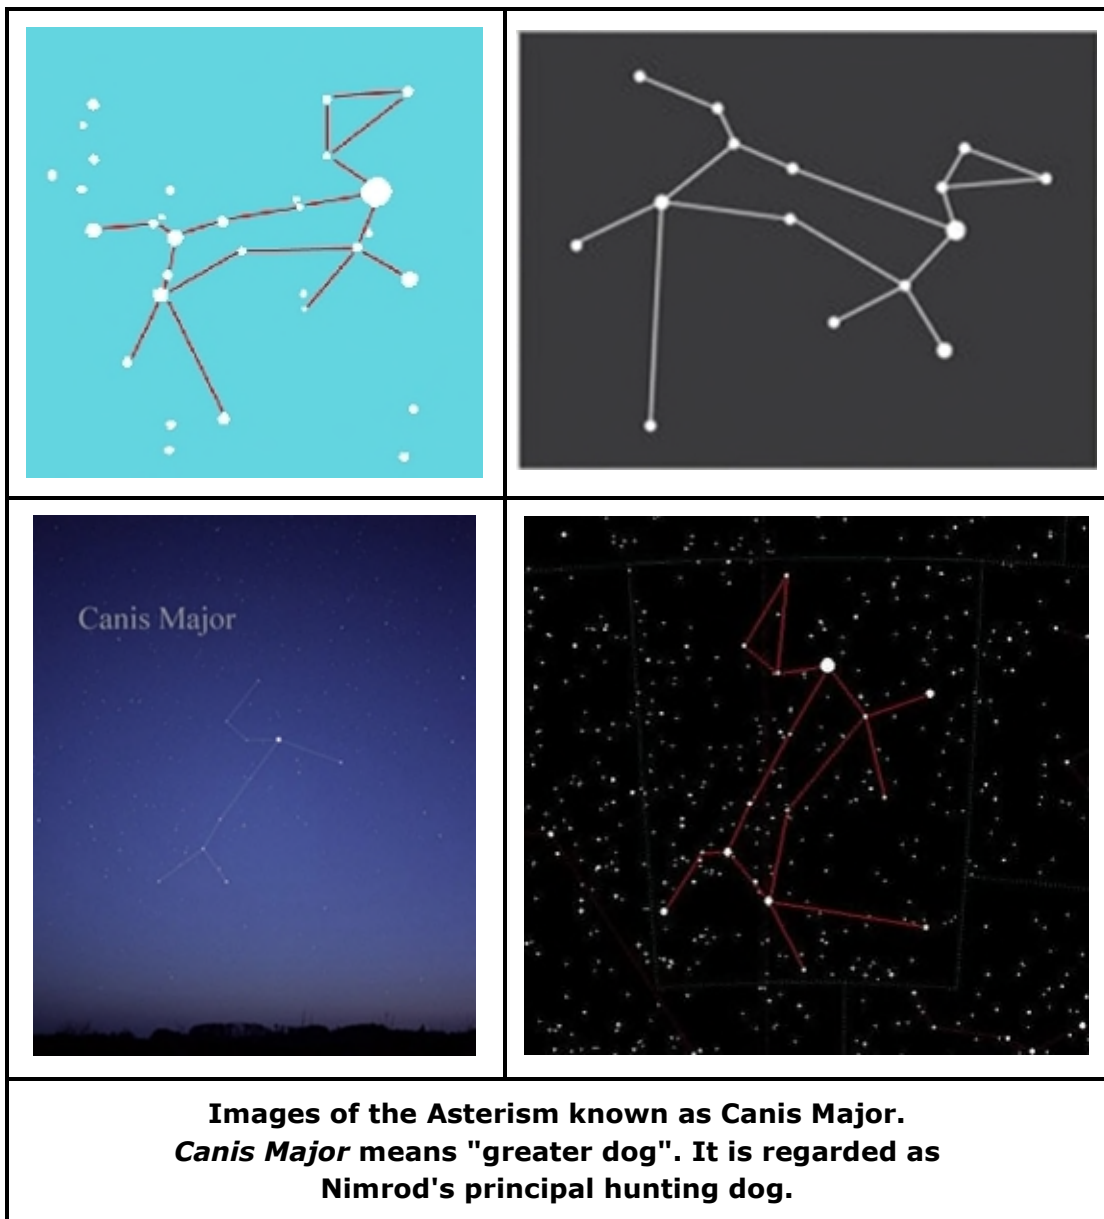 Canis Major
Images of the Asterism known as Canis Major.
Canis Major means "greater dog". It is regarded as
Nimrod's principal hunting dog.